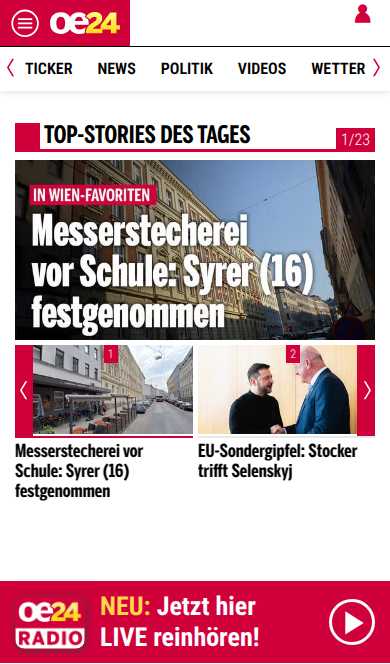 oe24
TICKER NEWS POLITIK VIDEOS WETTER
TOP-STORIES DES TAGES
1/23
IN WIEN-FAVORITEN
Messerstecherei
vor Schule: Syrer (16)
festgenommen
1
2
Messerstecherei vor
Schule: Syrer (16)
festgenommen
EU-Sondergipfel: Stocker
trifft Selenskyj
oe24
RADIO
NEU: Jetzt hier
LIVE reinhören!